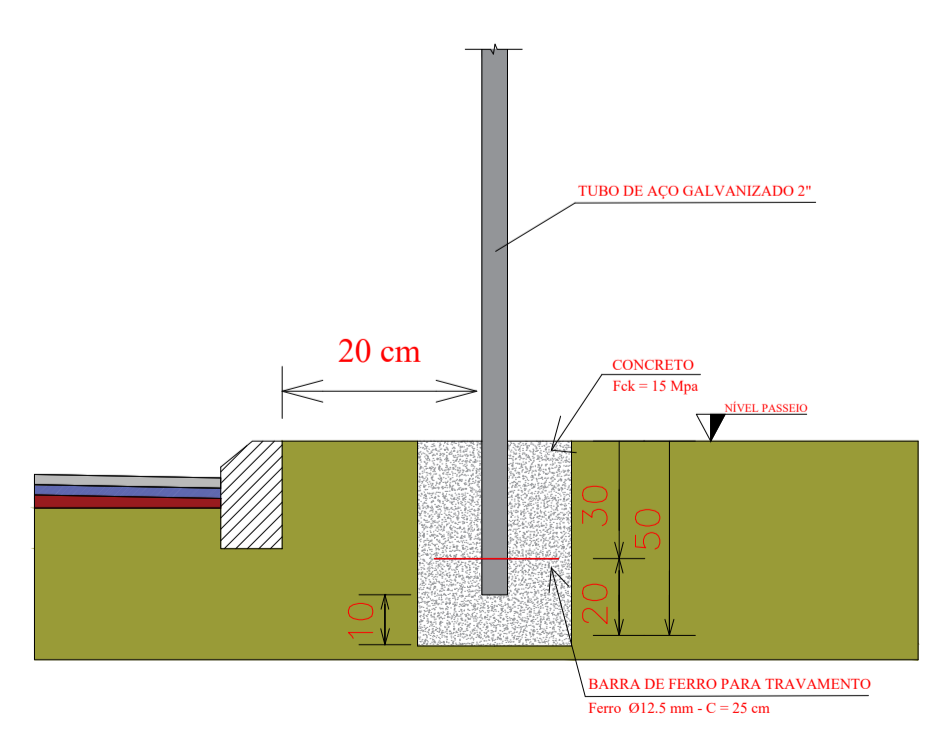 TUBO DE AÇO GALVANIZADO 2"
20 cm
CONCRETO
Fck = 15 Mpa
NÍVEL PASSEIO
30
50
20
10
BARRA DE FERRO PARA TRAVAMENTO
Ferro Ø12.5 mm - C = 25 cm